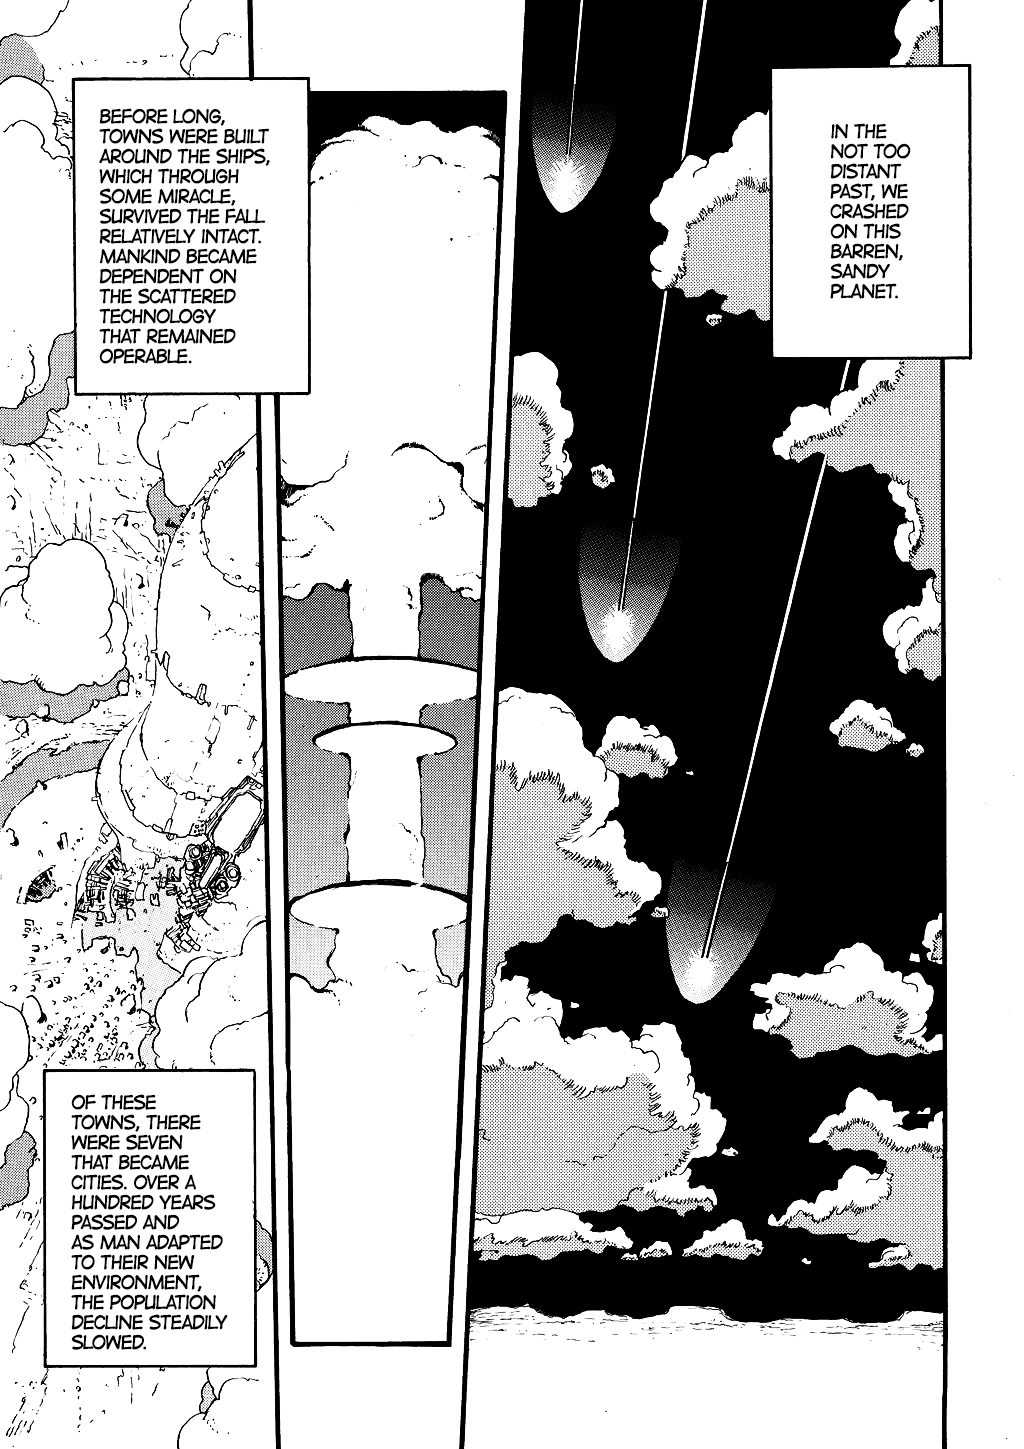 IN THE
NOT TOO
DISTANT
PAST, WE
CRASHED
ON THIS
BARREN,
SANDY
PLANET.
BEFORE LONG,
TOWNS WERE BUILT
AROUND THE SHIPS,
WHICH THROUGH
SOME MIRACLE,
SURVIVED THE FALL
RELATIVELY INTACT.
MANKIND BECAME
DEPENDENT ON
THE SCATTERED
TECHNOLOGY
THAT REMAINED
OPERABLE.
OF THESE
TOWNS, THERE
WERE SEVEN
THAT BECAME
CITIES. OVER A
HUNDRED YEARS
PASSED AND
AS MAN ADAPTED
TO THEIR NEW
ENVIRONMENT,
THE POPULATION
DECLINE STEADILY
SLOWED.